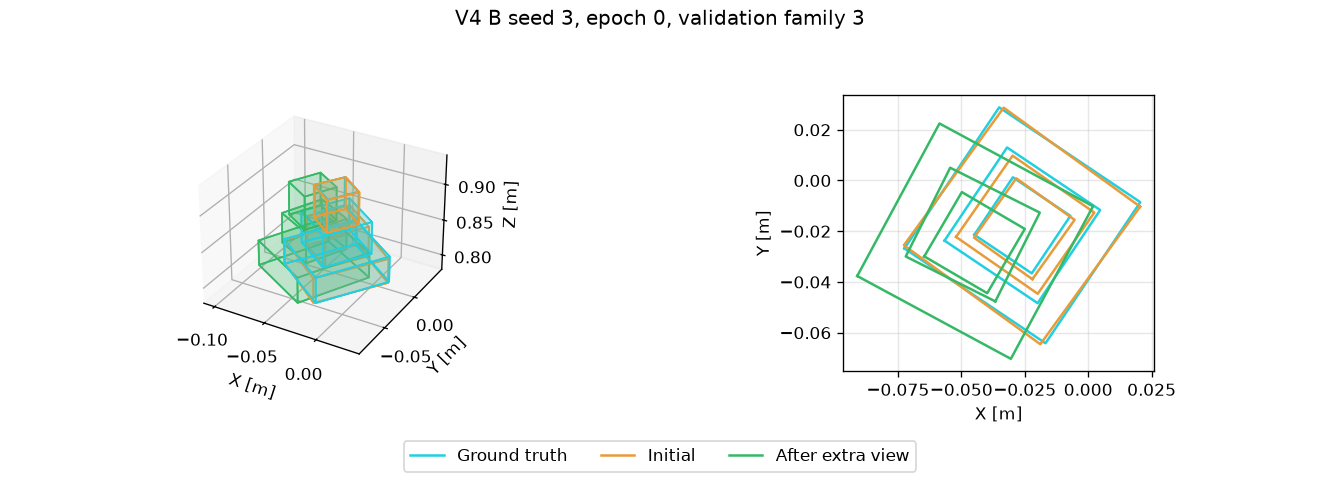 V4 B seed 3, epoch 0, validation family 3
0.90
0.85
0.80
Z [m]
−0.10
−0.05
0.00
X [m]
0.00
−0.05
Y [m]
0.02
0.00
−0.02
−0.04
−0.06
Y [m]
−0.075 −0.050 −0.025 0.000 0.025
X [m]
Ground truth Initial After extra view